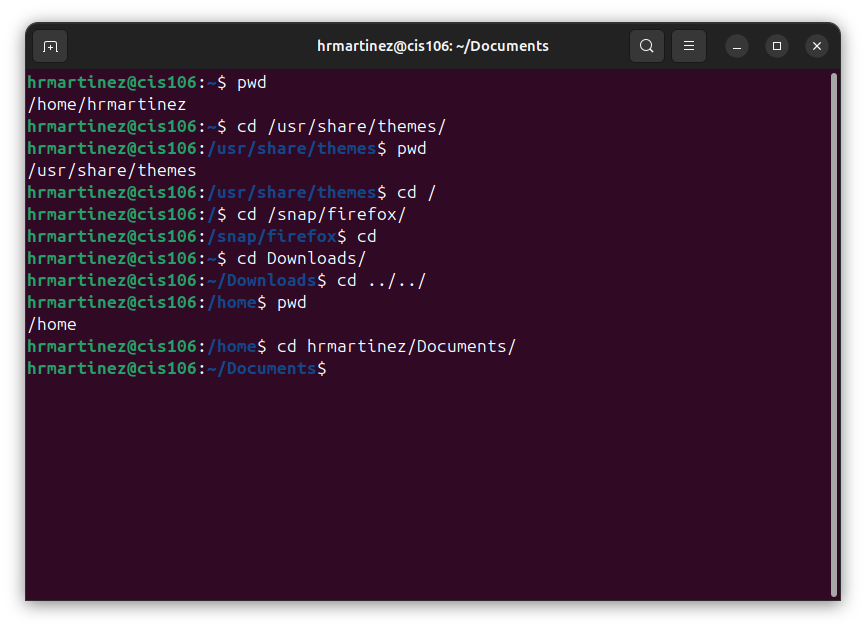 hrmartinez@cis106: ~/Documents
hrmartinez@cis106:~$ pwd
/home/hrmartinez
hrmartinez@cis106:~$ cd /usr/share/themes/
hrmartinez@cis106:/usr/share/themes$ pwd
/usr/share/themes
hrmartinez@cis106:/usr/share/themes$ cd /
hrmartinez@cis106:/$ cd /snap/firefox/
hrmartinez@cis106:/snap/firefox$ cd
hrmartinez@cis106:~$ cd Downloads/
hrmartinez@cis106:~/Downloads$ cd ../../
hrmartinez@cis106:/home$ pwd
/home
hrmartinez@cis106:/home$ cd hrmartinez/Documents/
hrmartinez@cis106:~/Documents$